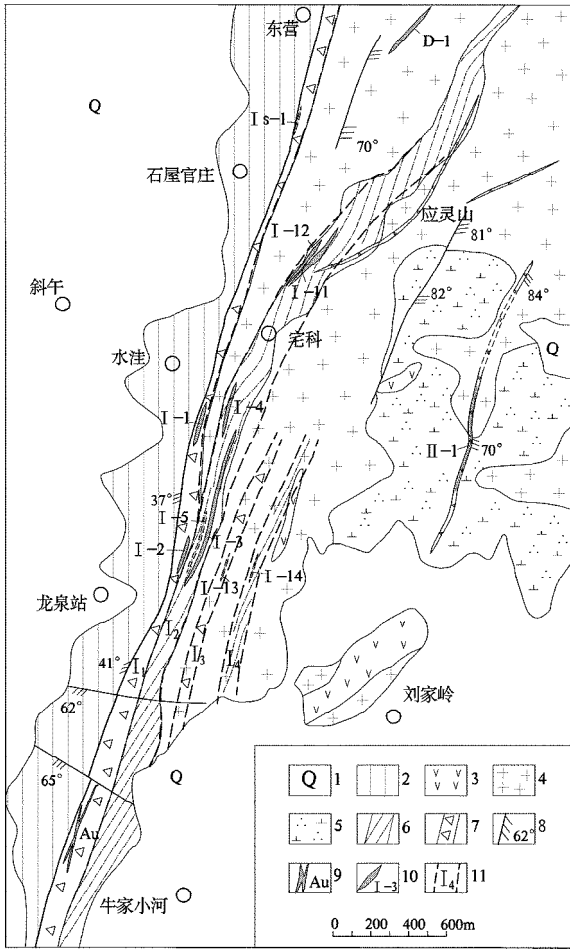 东营
D-1
Q
I s-1
70°
石屋官庄
应灵山
I-12
81°
I-11
斜午
82°
84°
宅科
Q
水洼
I-4
I-1
II-1
70°
37°
I-5
I-3
I-2
I-13
I-14
龙泉站
I₂
I₃
I₄
41°
I₁
刘家岭
62°
65°
Q
Au
牛家小河
Q 1
2
3
4
5
6
7
62° 8
Au 9
I-3 10
I₄ 11
0 200 400 600m